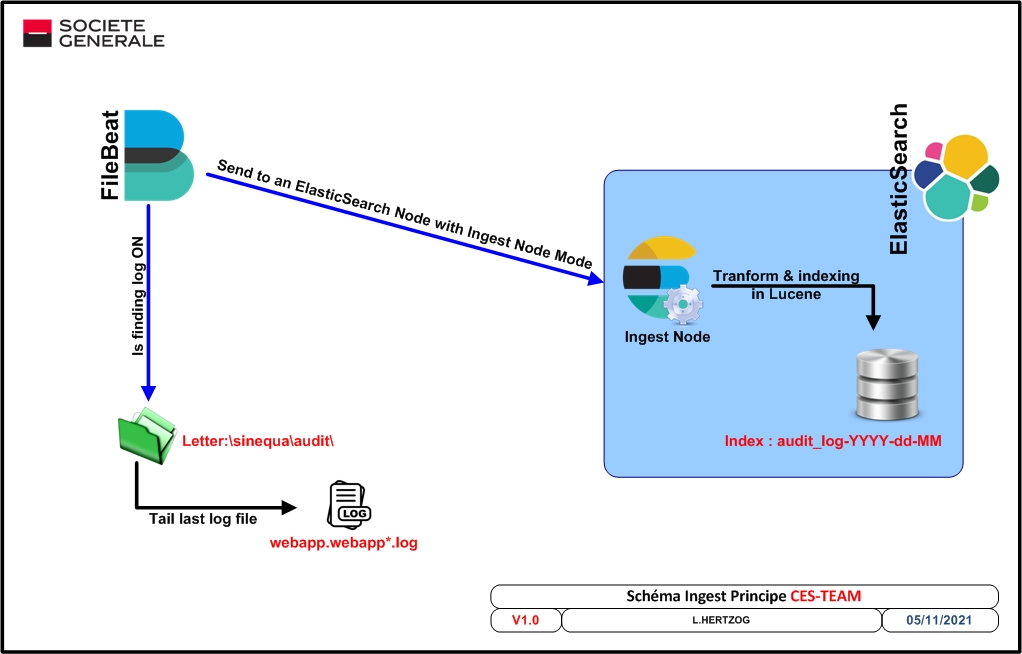 SOCIETE
GENERALE
FileBeat
Send to an ElasticSearch Node with Ingest Node Mode
ElasticSearch
Is finding log ON
Tranform & indexing
in Lucene
Ingest Node
Letter:\sinequa\audit\
Index : audit_log-YYYY-dd-MM
LOG
Tail last log file
webapp.webapp*.log
Schéma Ingest Principe CES-TEAM
V1.0
L.HERTZOG
05/11/2021